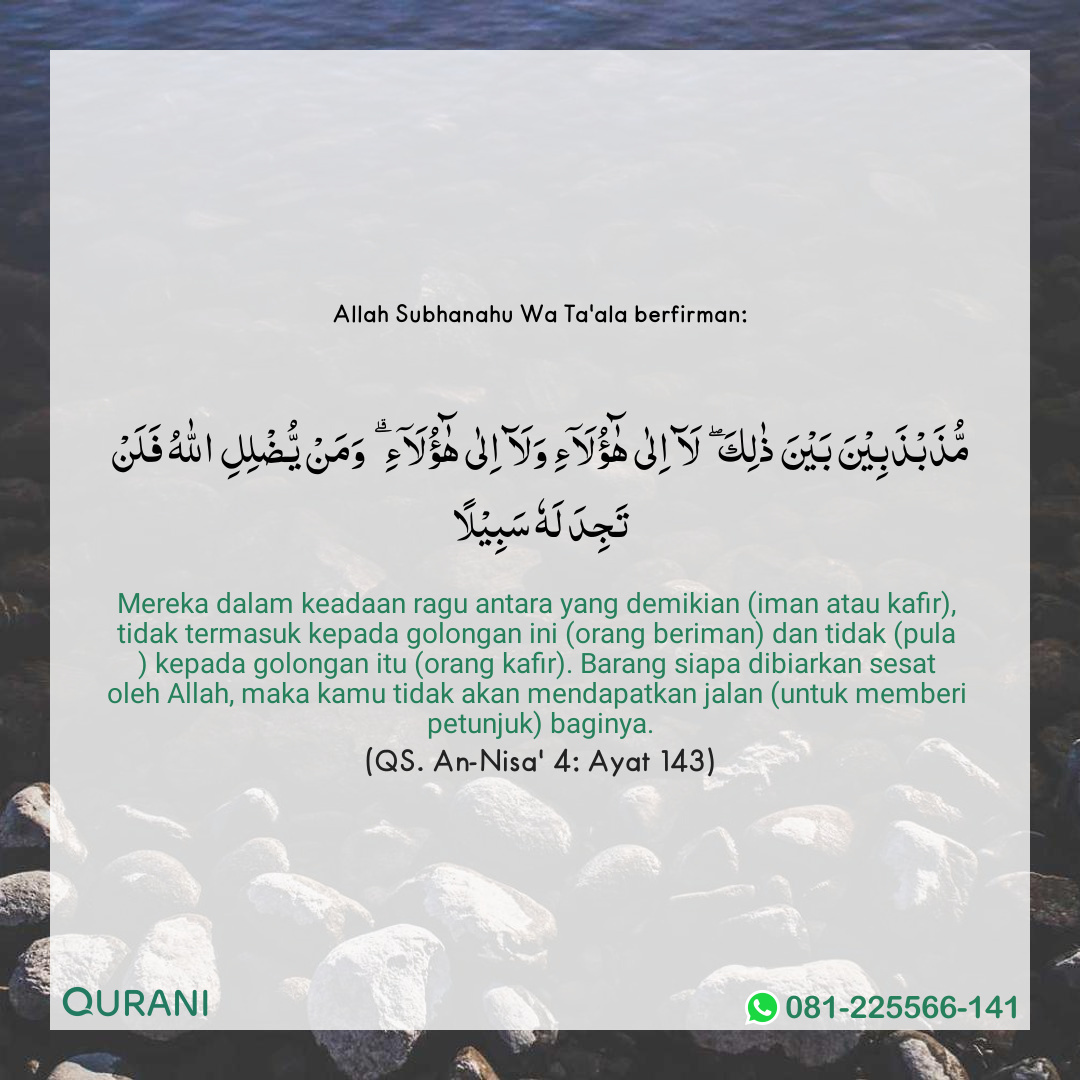 Allah Subhanahu Wa Ta'ala berfirman:
مُّذَبْذَبِيْنَ بَيْنَ ذٰلِكَۖ لَآ اِلٰى هٰٓؤُلَآءِ وَلَآ اِلٰى هٰٓؤُلَآءِۗ وَمَنْ يُّضْلِلِ اللّٰهُ فَلَنْ
تَجِدَ لَهٗ سَبِيْلًا
Mereka dalam keadaan ragu antara yang demikian (iman atau kafir),
tidak termasuk kepada golongan ini (orang beriman) dan tidak (pula
) kepada golongan itu (orang kafir). Barang siapa dibiarkan sesat
oleh Allah, maka kamu tidak akan mendapatkan jalan (untuk memberi
petunjuk) baginya.
(QS. An-Nisa' 4: Ayat 143)
QURANI
081-225566-141